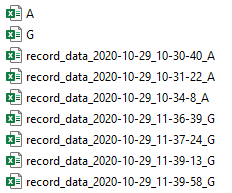 A
G
record_data_2020-10-29_10-30-40_A
record_data_2020-10-29_10-31-22_A
record_data_2020-10-29_10-34-8_A
record_data_2020-10-29_11-36-39_G
record_data_2020-10-29_11-37-24_G
record_data_2020-10-29_11-39-13_G
record_data_2020-10-29_11-39-58_G